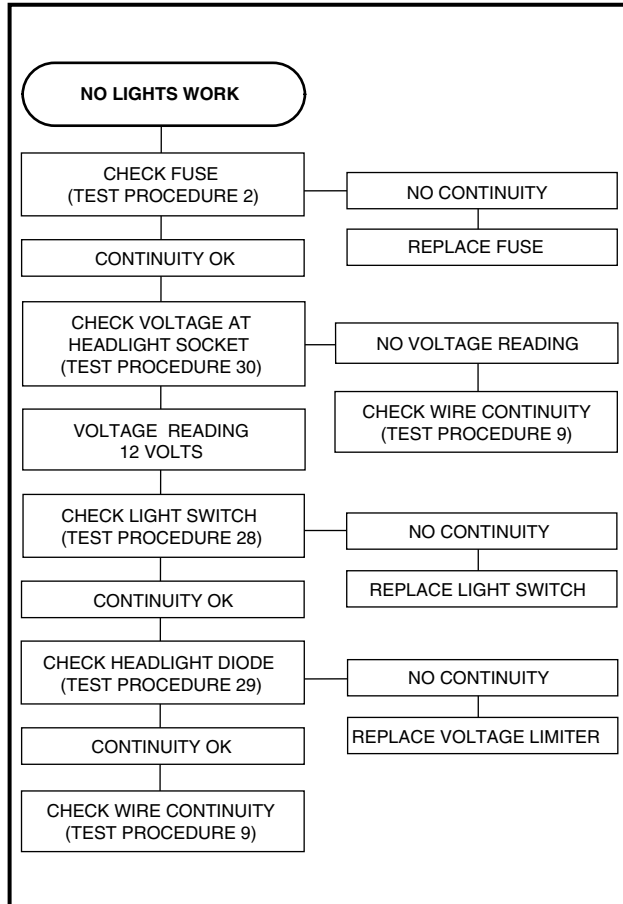 NO LIGHTS WORK
CHECK FUSE
(TEST PROCEDURE 2)
NO CONTINUITY
REPLACE FUSE
CONTINUITY OK
CHECK VOLTAGE AT
HEADLIGHT SOCKET
(TEST PROCEDURE 30)
NO VOLTAGE READING
CHECK WIRE CONTINUITY
(TEST PROCEDURE 9)
VOLTAGE READING
12 VOLTS
CHECK LIGHT SWITCH
(TEST PROCEDURE 28)
NO CONTINUITY
REPLACE LIGHT SWITCH
CONTINUITY OK
CHECK HEADLIGHT DIODE
(TEST PROCEDURE 29)
NO CONTINUITY
REPLACE VOLTAGE LIMITER
CONTINUITY OK
CHECK WIRE CONTINUITY
(TEST PROCEDURE 9)